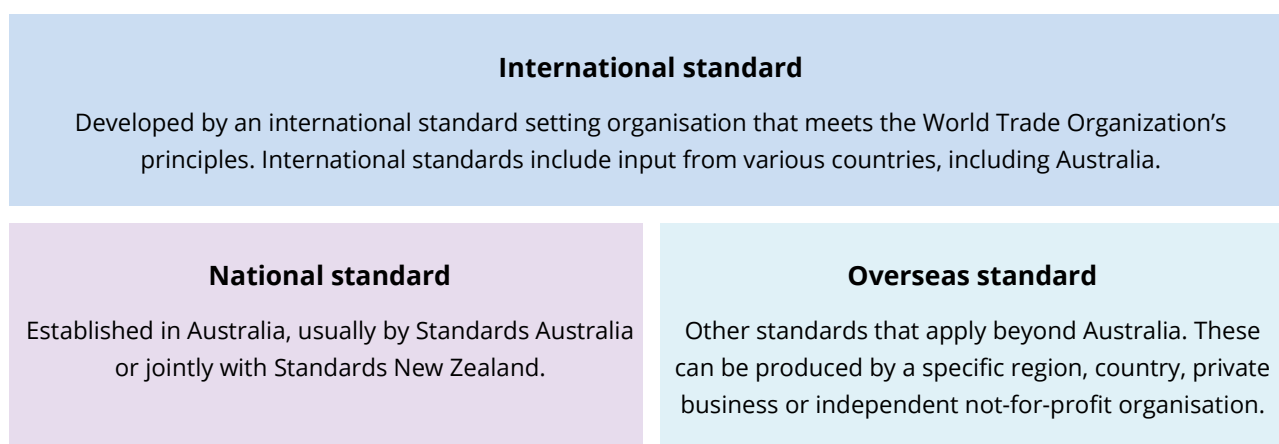 International standard
Developed by an international standard setting organisation that meets the World Trade Organization’s
principles. International standards include input from various countries, including Australia.
National standard
Established in Australia, usually by Standards Australia
or jointly with Standards New Zealand.
Overseas standard
Other standards that apply beyond Australia. These
can be produced by a specific region, country, private
business or independent not-for-profit organisation.